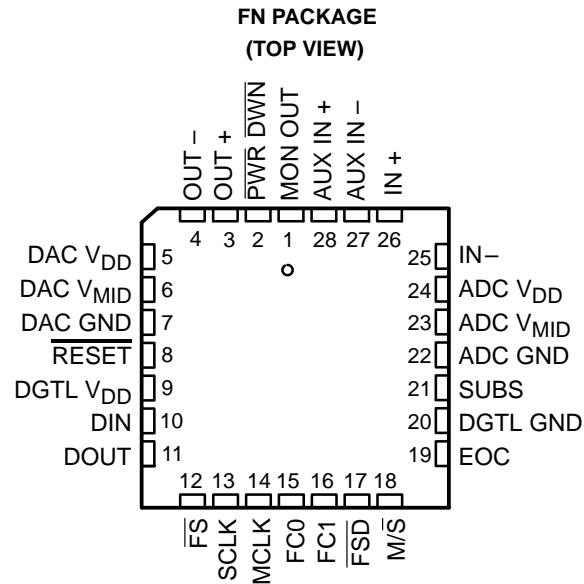 FN PACKAGE
(TOP VIEW)
OUT –
OUT +
PWR DWN
MON OUT
AUX IN +
AUX IN –
IN +
4
3
2
1
28
27
26
DAC VDD 5
DAC VMID 6
DAC GND 7
RESET 8
DGTL VDD 9
DIN 10
DOUT 11
25 IN–
24 ADC VDD
23 ADC VMID
22 ADC GND
21 SUBS
20 DGTL GND
19 EOC
12
13
14
15
16
17
18
FS
SCLK
MCLK
FC0
FC1
FSD
M/S